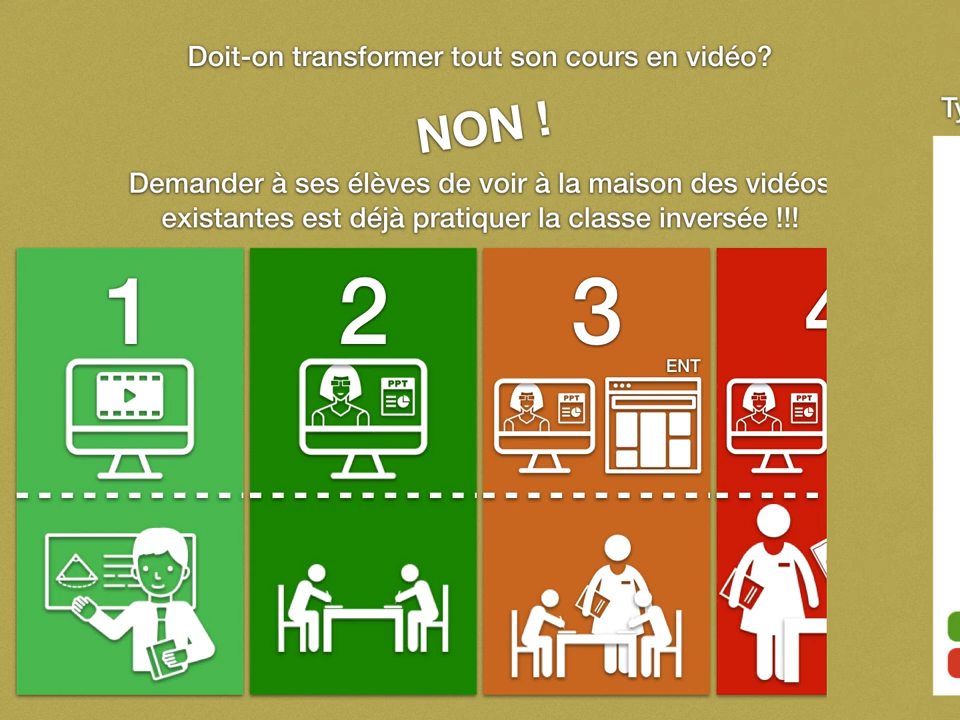 Doit-on transformer tout son cours en vidéo?
NON !
Demander à ses élèves de voir à la maison des vidéos
existantes est déjà pratiquer la classe inversée !!!
1
2
3
4
ENT
PPT
PPT
PPT